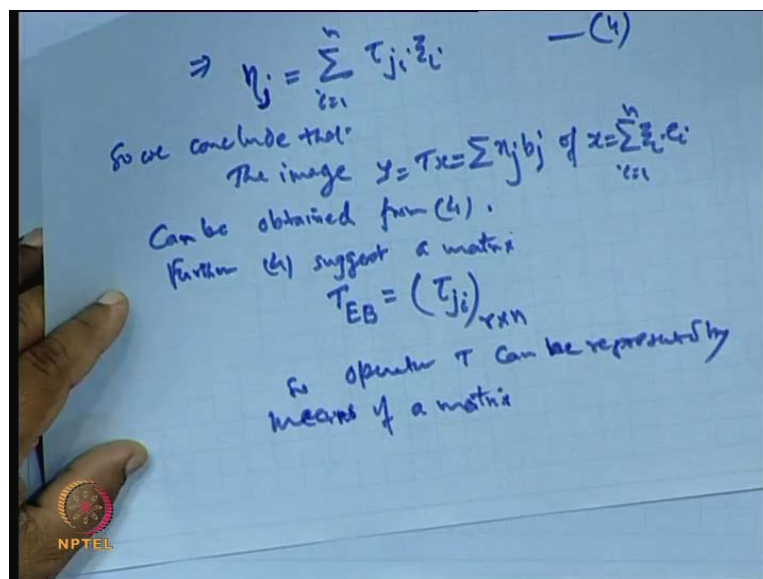 ⇒ ηj = Σ_{i=1}^{n} τji ξi —(4)
So we conclude that:
The image y = Tx = Σ ηj bj of x = Σ_{i=1}^{n} ξi ei
Can be obtained from (4).
Further (4) suggest a matrix
T_EB = (τji)_{r×n}
So operator T can be represented by
means of a matrix
NPTEL